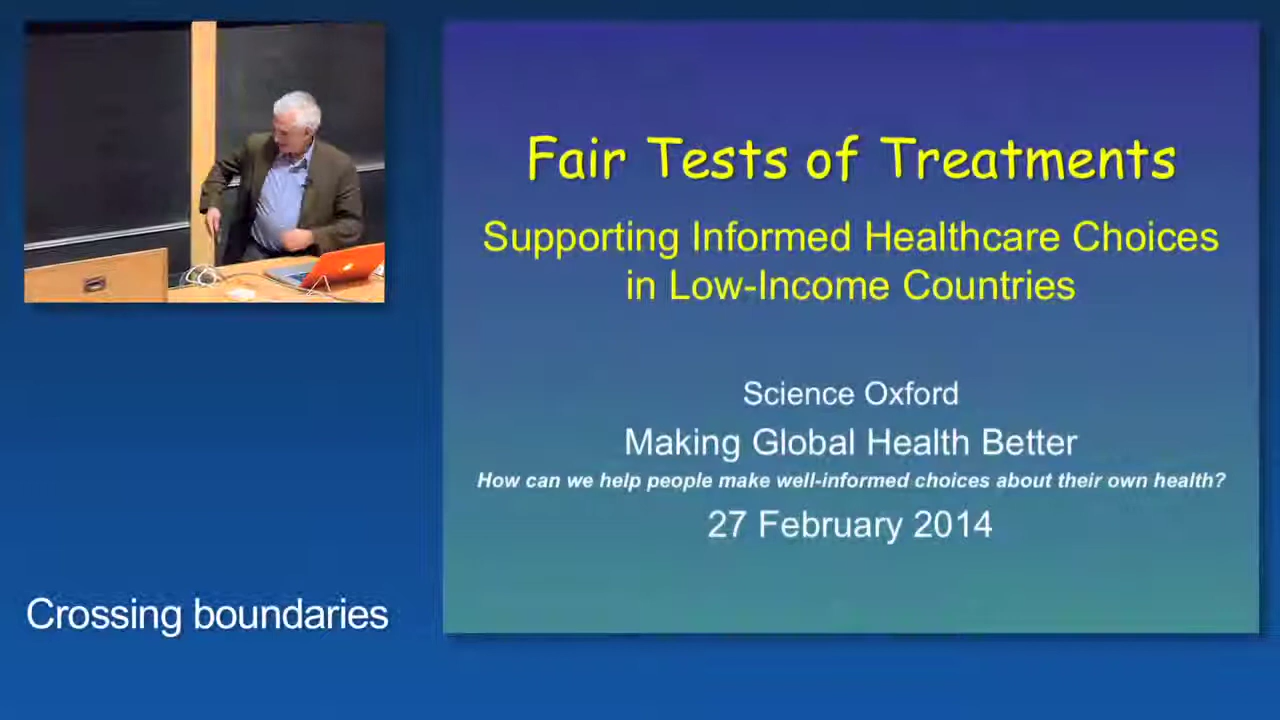 Fair Tests of Treatments
Supporting Informed Healthcare Choices
in Low-Income Countries
Science Oxford
Making Global Health Better
How can we help people make well-informed choices about their own health?
27 February 2014
Crossing boundaries